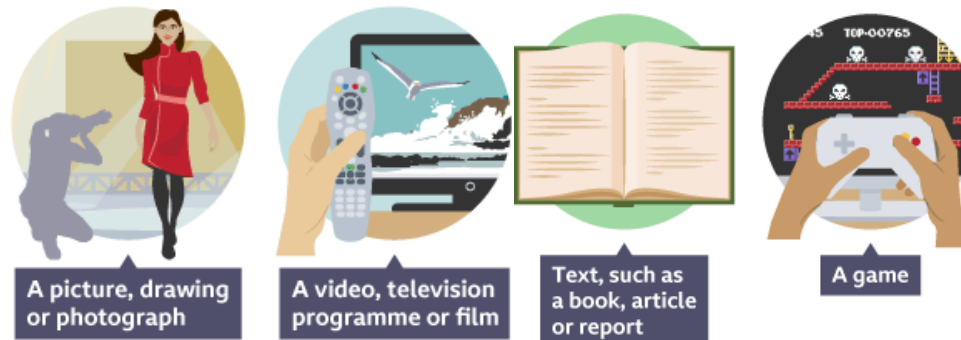 45 TOP-00765
A picture, drawing
or photograph
A video, television
programme or film
Text, such as
a book, article
or report
A game